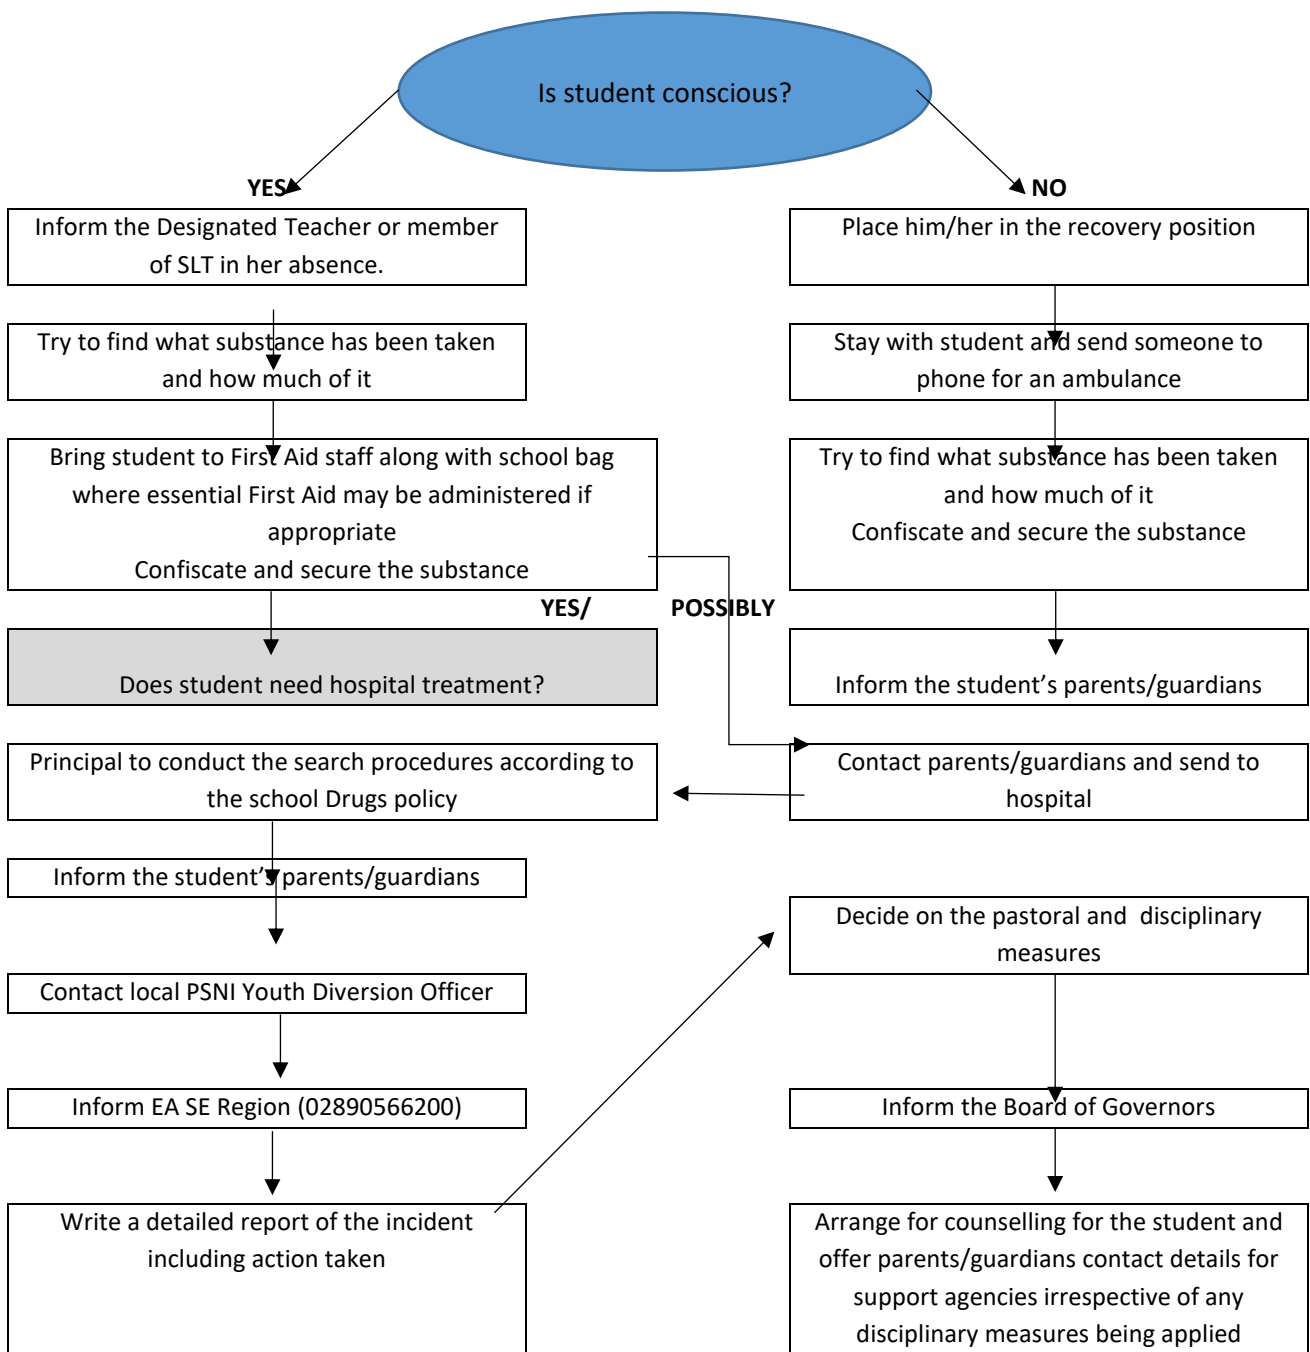 Is student conscious?
YES
NO
Inform the Designated Teacher or member
of SLT in her absence.
Place him/her in the recovery position
Try to find what substance has been taken
and how much of it
Stay with student and send someone to
phone for an ambulance
Bring student to First Aid staff along with school bag
where essential First Aid may be administered if
appropriate
Confiscate and secure the substance
Try to find what substance has been taken
and how much of it
Confiscate and secure the substance
YES/ POSSIBLY
Does student need hospital treatment?
Inform the student’s parents/guardians
Principal to conduct the search procedures according to
the school Drugs policy
Contact parents/guardians and send to
hospital
Inform the student’s parents/guardians
Decide on the pastoral and  disciplinary
measures
Contact local PSNI Youth Diversion Officer
Inform EA SE Region (02890566200)
Inform the Board of Governors
Write a detailed report of the incident
including action taken
Arrange for counselling for the student and
offer parents/guardians contact details for
support agencies irrespective of any
disciplinary measures being applied